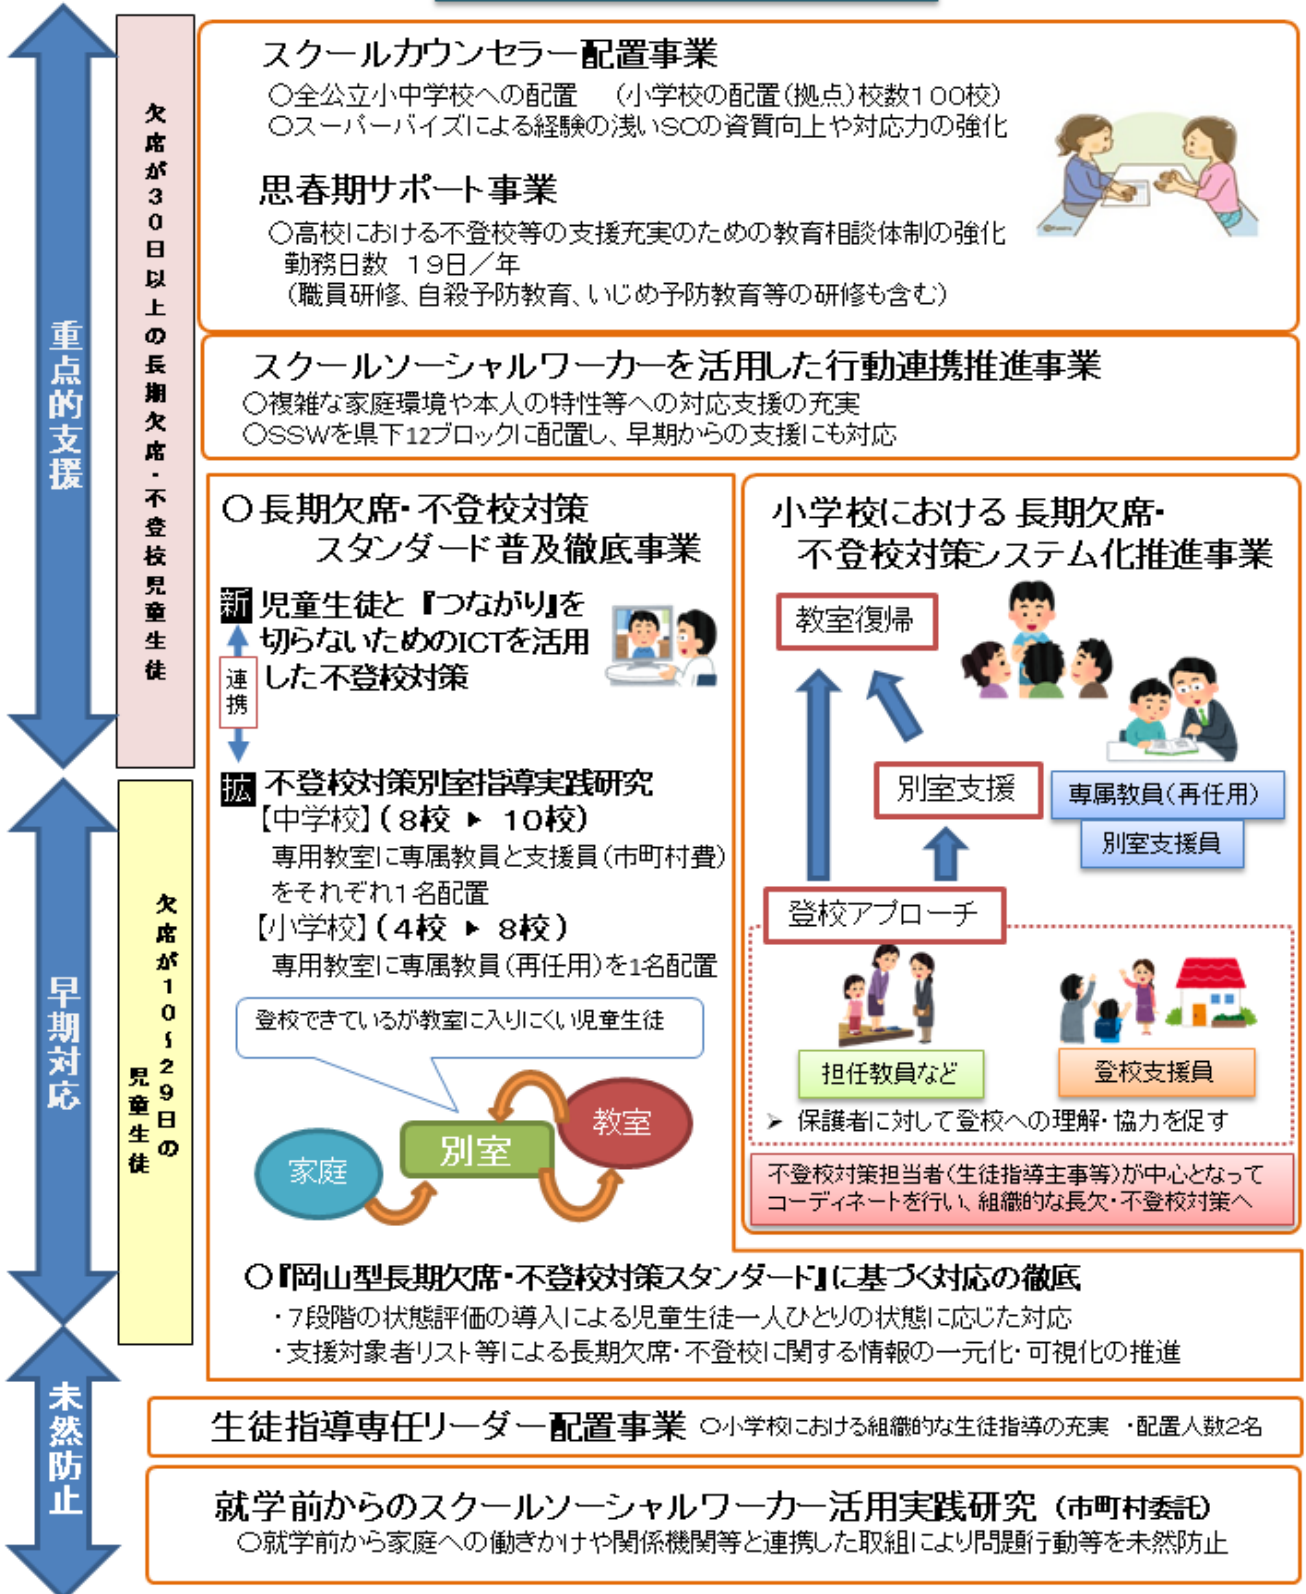 重点的支援
欠席が30日以上の長期欠席・不登校児童生徒
スクールカウンセラー配置事業
○全公立小中学校への配置 （小学校の配置（拠点）校数１００校）
○スーパーバイズによる経験の浅いSCの資質向上や対応力の強化
思春期サポート事業
○高校における不登校等の支援充実のための教育相談体制の強化
勤務日数 １９日／年
（職員研修、自殺予防教育、いじめ予防教育等の研修も含む）
スクールソーシャルワーカーを活用した行動連携推進事業
○複雑な家庭環境や本人の特性等への対応支援の充実
○SSWを県下12ブロックに配置し、早期からの支援にも対応
○長期欠席・不登校対策
スタンダード普及徹底事業
新 児童生徒と『つながり』を
切らないためのICTを活用
した不登校対策
連携
拡 不登校対策別室指導実践研究
【中学校】（８校 ▶ １０校）
専用教室に専属教員と支援員（市町村費）
をそれぞれ1名配置
【小学校】（４校 ▶ ８校）
専用教室に専属教員（再任用）を1名配置
登校できているが教室に入りにくい児童生徒
家庭
別室
教室
小学校における長期欠席・
不登校対策システム化推進事業
教室復帰
別室支援
専属教員（再任用）
別室支援員
登校アプローチ
担任教員など
登校支援員
➢ 保護者に対して登校への理解・協力を促す
不登校対策担当者（生徒指導主事等）が中心となって
コーディネートを行い、組織的な長欠・不登校対策へ
早期対応
欠席が10〜29日の
児童生徒
○『岡山型長期欠席・不登校対策スタンダード』に基づく対応の徹底
・7段階の状態評価の導入による児童生徒一人ひとりの状態に応じた対応
・支援対象者リスト等による長期欠席・不登校に関する情報の一元化・可視化の推進
未然防止
生徒指導専任リーダー配置事業 ○小学校における組織的な生徒指導の充実 ・配置人数２名
就学前からのスクールソーシャルワーカー活用実践研究（市町村委託）
○就学前から家庭への働きかけや関係機関等と連携した取組により問題行動等を未然防止